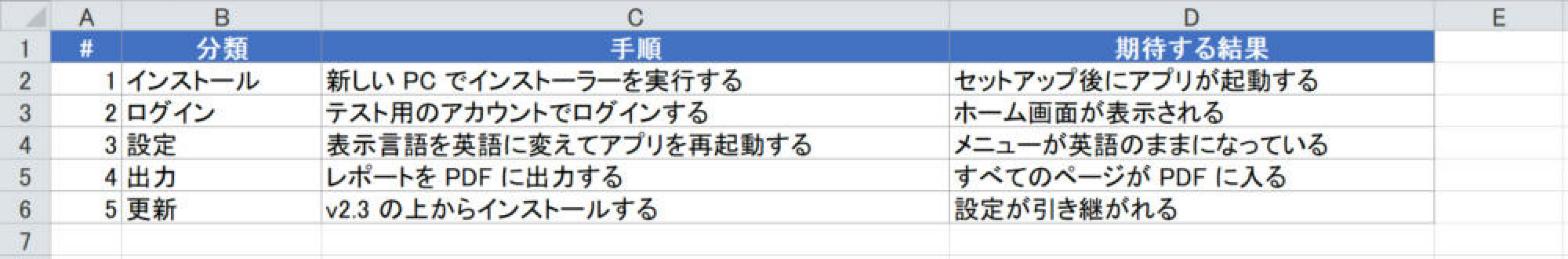 A B C D E
1 # 分類 手順 期待する結果
2 1 インストール 新しい PC でインストーラーを実行する セットアップ後にアプリが起動する
3 2 ログイン テスト用のアカウントでログインする ホーム画面が表示される
4 3 設定 表示言語を英語に変えてアプリを再起動する メニューが英語のままになっている
5 4 出力 レポートを PDF に出力する すべてのページが PDF に入る
6 5 更新 v2.3 の上からインストールする 設定が引き継がれる
7